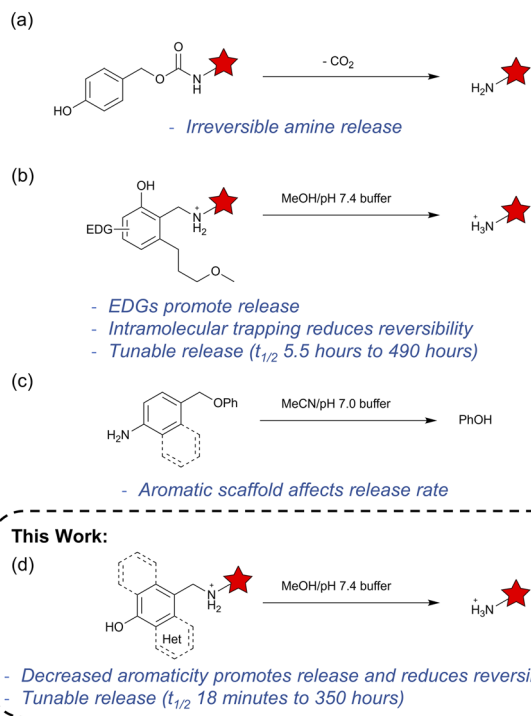 (a)
O
O
N
H
HO
- CO2
H2N
- Irreversible amine release
(b)
OH
EDG
+
N
H2
O
MeOH/pH 7.4 buffer
+
H3N
- EDGs promote release
- Intramolecular trapping reduces reversibility
- Tunable release (t1/2 5.5 hours to 490 hours)
(c)
OPh
H2N
MeCN/pH 7.0 buffer
PhOH
- Aromatic scaffold affects release rate
This Work:
(d)
+
N
H2
HO
Het
MeOH/pH 7.4 buffer
+
H3N
- Decreased aromaticity promotes release and reduces reversi
- Tunable release (t1/2 18 minutes to 350 hours)